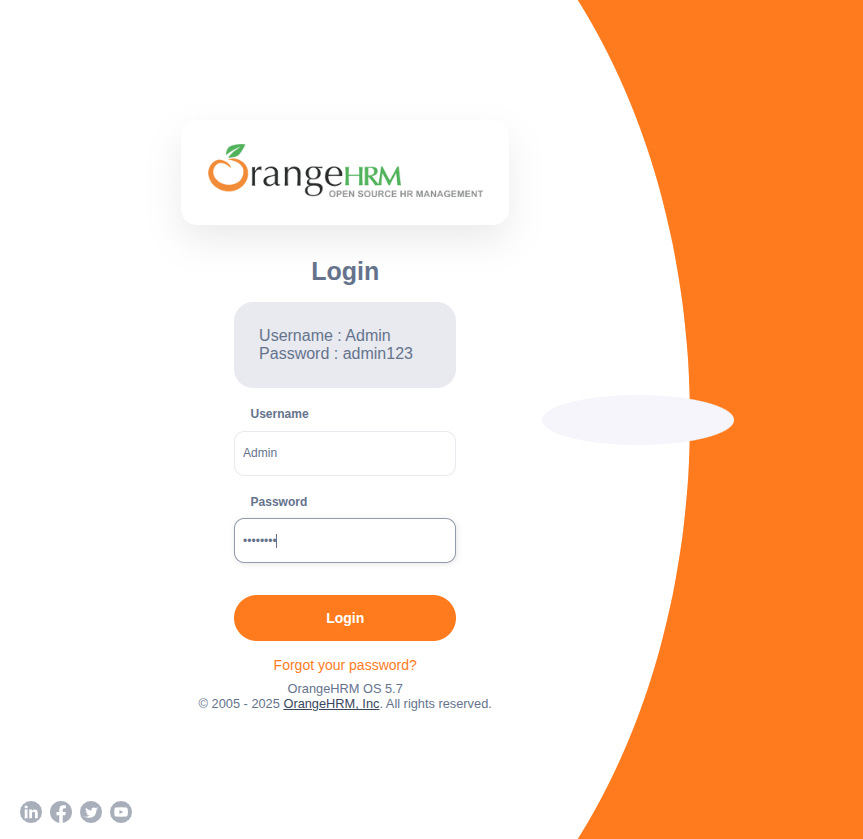 OrangeHRM
OPEN SOURCE HR MANAGEMENT
Login
Username : Admin
Password : admin123
Username
Admin
Password
••••••••
Login
Forgot your password?
OrangeHRM OS 5.7
© 2005 - 2025 OrangeHRM, Inc. All rights reserved.